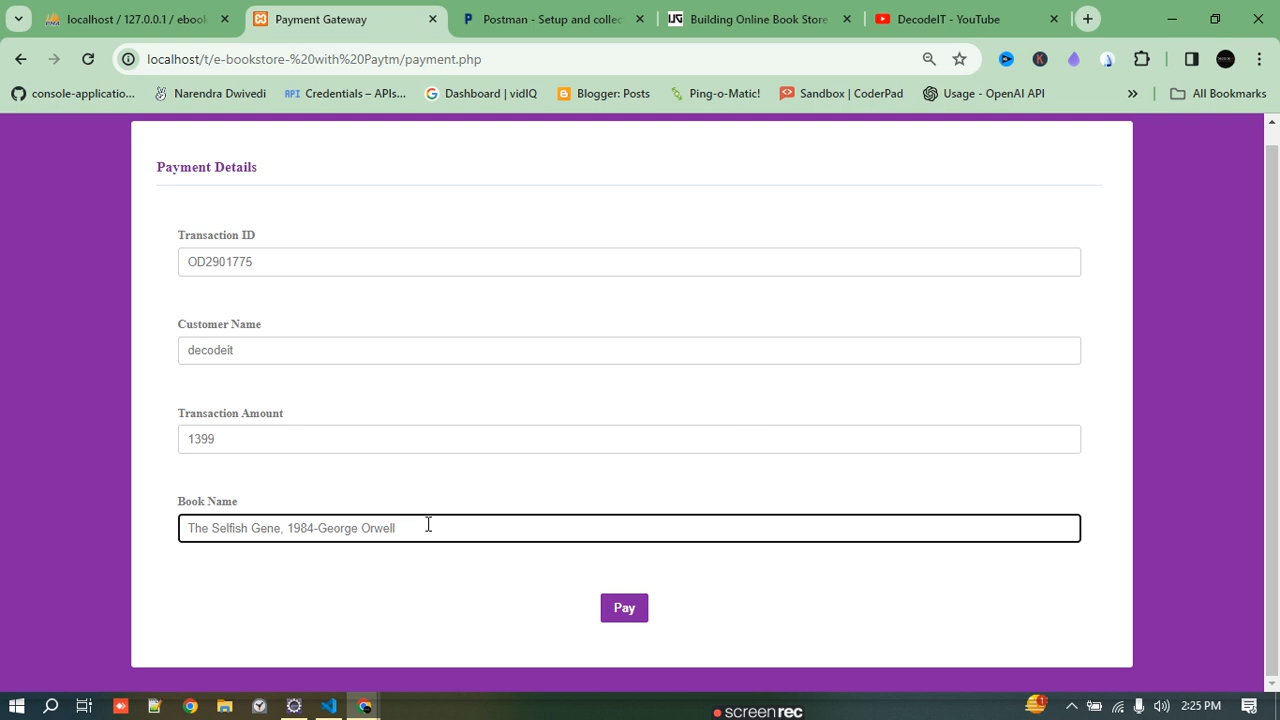 localhost / 127.0.0.1 / ebook
Payment Gateway
Postman - Setup and collec
Building Online Book Store
DecodeIT - YouTube
localhost/t/e-bookstore-%20with%20Paytm/payment.php
console-applicatio...
Narendra Dwivedi
API Credentials – APIs...
Dashboard | vidIQ
Blogger: Posts
Ping-o-Matic!
Sandbox | CoderPad
Usage - OpenAI API
All Bookmarks
Payment Details
Transaction ID
OD2901775
Customer Name
decodeit
Transaction Amount
1399
Book Name
The Selfish Gene, 1984-George Orwell
Pay
screenrec
2:25 PM